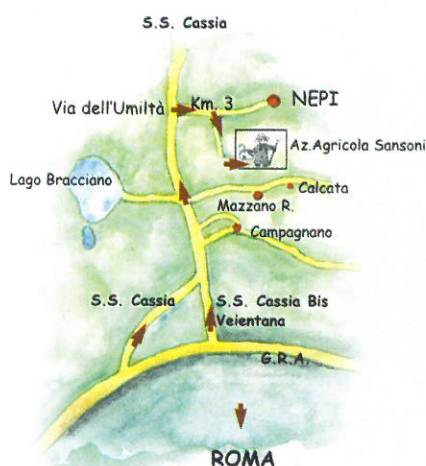 S.S. Cassia
Via dell'Umiltà
Km. 3
NEPI
Az.Agricola Sansoni
Lago Bracciano
Calcata
Mazzano R.
Campagnano
S.S. Cassia
S.S. Cassia Bis
Veientana
G.R.A.
ROMA